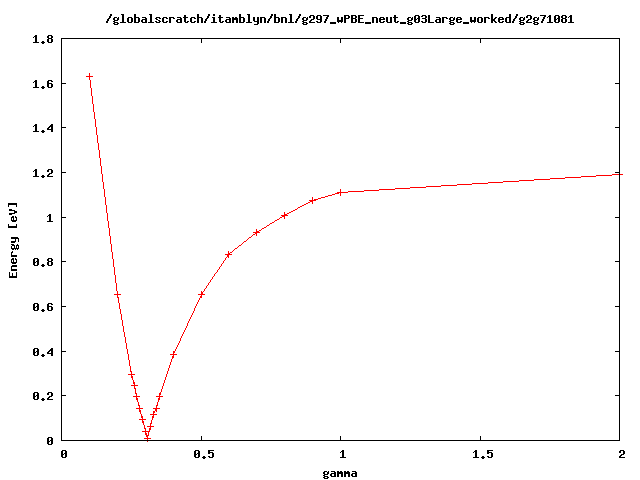 /globalscratch/itamblyn/bnl/g297_wPBE_neut_g03Large_worked/g2g71081
1.8
1.6
1.4
1.2
1
0.8
0.6
0.4
0.2
0
Energy [eV]
0 0.5 1 1.5 2
gamma